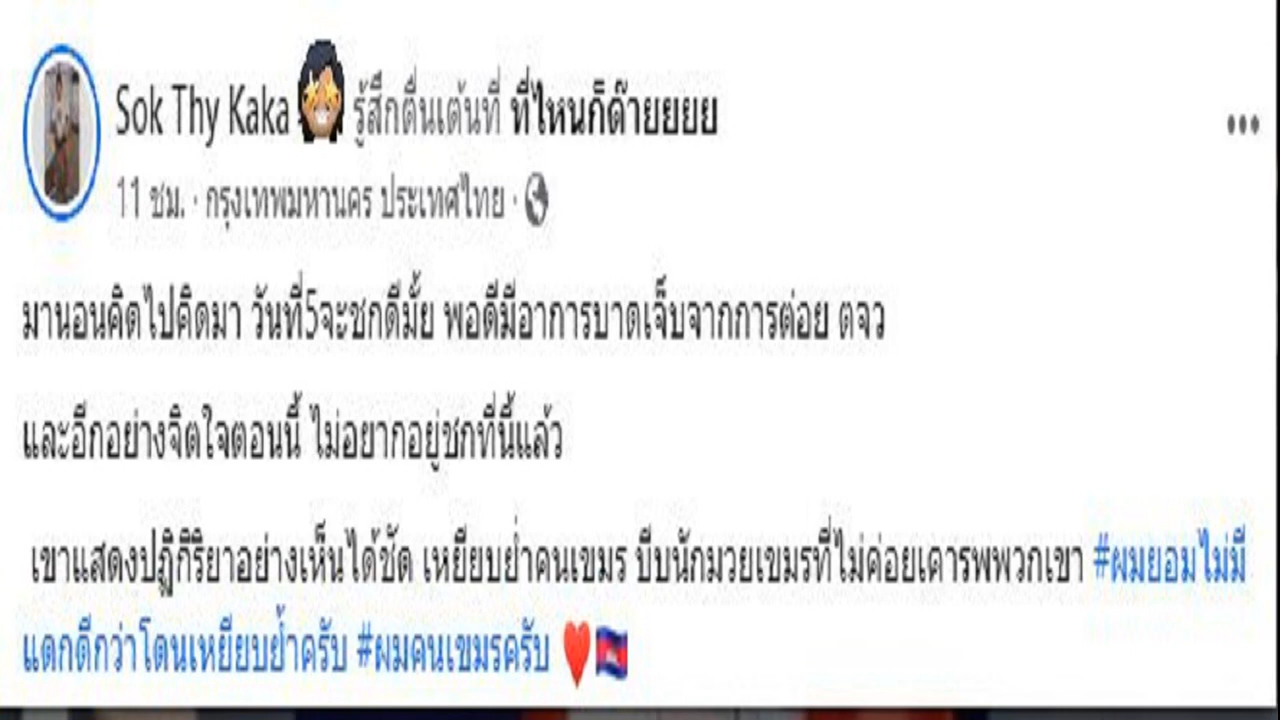 Sok Thy Kaka รู้สึกตื่นเต้นที่ ที่ไหนก็ด๊ายยยย
11 ชม. · กรุงเทพมหานคร ประเทศไทย ·
มานอนคิดไปคิดมา วันที่5จะชกดีมั้ย พอดีมีอาการบาดเจ็บจากการต่อย ตจว
และอีกอย่างจิตใจตอนนี้ ไม่อยากอยู่ชกที่นี้แล้ว
เขาแสดงปฏิกิริยาอย่างเห็นได้ชัด เหยียบย่ำคนเขมร บีบนักมวยเขมรที่ไม่ค่อยเคารพพวกเขา #ผมยอมไม่มี
แดกดีกว่าโดนเหยียบย้ำครับ #ผมคนเขมรครับ ❤️🇰🇭